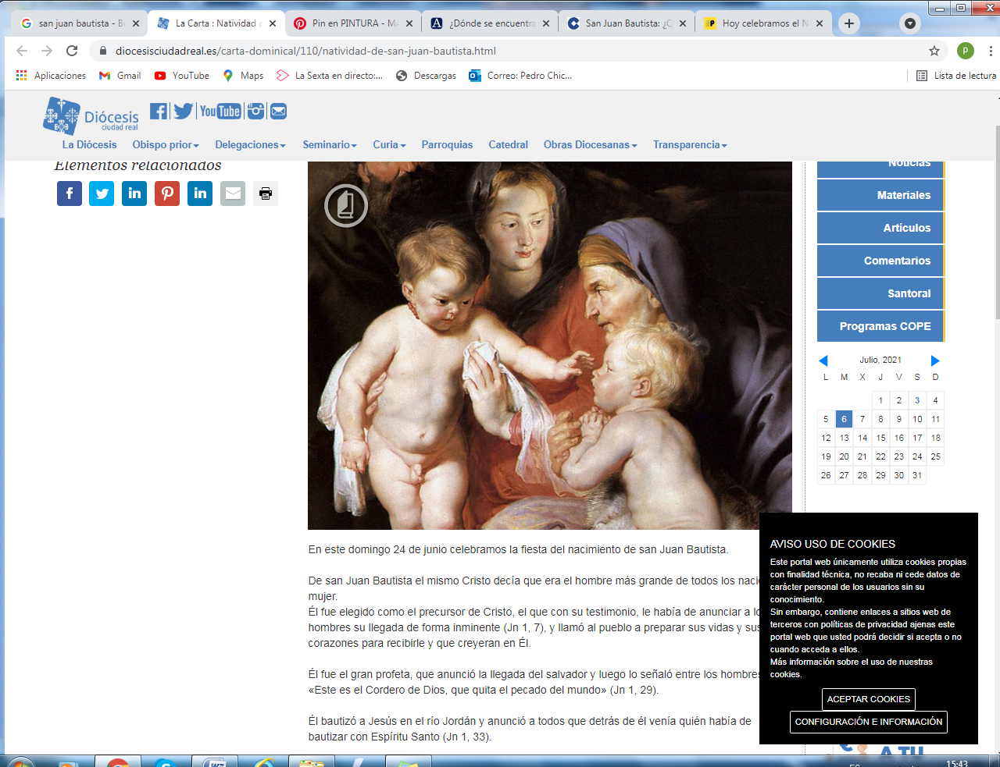 san juan bautista - B
La Carta : Natividad
Pin en PINTURA - MA
¿Dónde se encuentra
San Juan Bautista: ¿Q
Hoy celebramos el N
diocesisciudadreal.es/carta-dominical/110/natividad-de-san-juan-bautista.html
P
Aplicaciones
Gmail
YouTube
Maps
La Sexta en directo:...
Descargas
Correo: Pedro Chic...
Lista de lectura
Diócesis
ciudad real
YouTube
La Diócesis
Obispo prior
Delegaciones
Seminario
Curia
Parroquias
Catedral
Obras Diocesanas
Transparencia
Elementos relacionados
Noticias
Materiales
Artículos
Comentarios
Santoral
Programas COPE
Julio, 2021
L M X J V S D
1 2 3 4
5 6 7 8 9 10 11
12 13 14 15 16 17 18
19 20 21 22 23 24 25
26 27 28 29 30 31
En este domingo 24 de junio celebramos la fiesta del nacimiento de san Juan Bautista.
De san Juan Bautista el mismo Cristo decía que era el hombre más grande de todos los naci
mujer.
Él fue elegido como el precursor de Cristo, el que con su testimonio, le había de anunciar a lo
hombres su llegada de forma inminente (Jn 1, 7), y llamó al pueblo a preparar sus vidas y sus
corazones para recibirle y que creyeran en Él.
Él fue el gran profeta, que anunció la llegada del salvador y luego lo señaló entre los hombres
«Este es el Cordero de Dios, que quita el pecado del mundo» (Jn 1, 29).
Él bautizó a Jesús en el río Jordán y anunció a todos que detrás de él venía quién había de
bautizar con Espíritu Santo (Jn 1, 33).
AVISO USO DE COOKIES
Este portal web únicamente utiliza cookies propias
con finalidad técnica, no recaba ni cede datos de
carácter personal de los usuarios sin su
conocimiento.
Sin embargo, contiene enlaces a sitios web de
terceros con políticas de privacidad ajenas este
portal web que usted podrá decidir si acepta o no
cuando acceda a ellos.
Más información sobre el uso de nuestras
cookies.
ACEPTAR COOKIES
CONFIGURACIÓN E INFORMACIÓN
A TU
ES
15:43